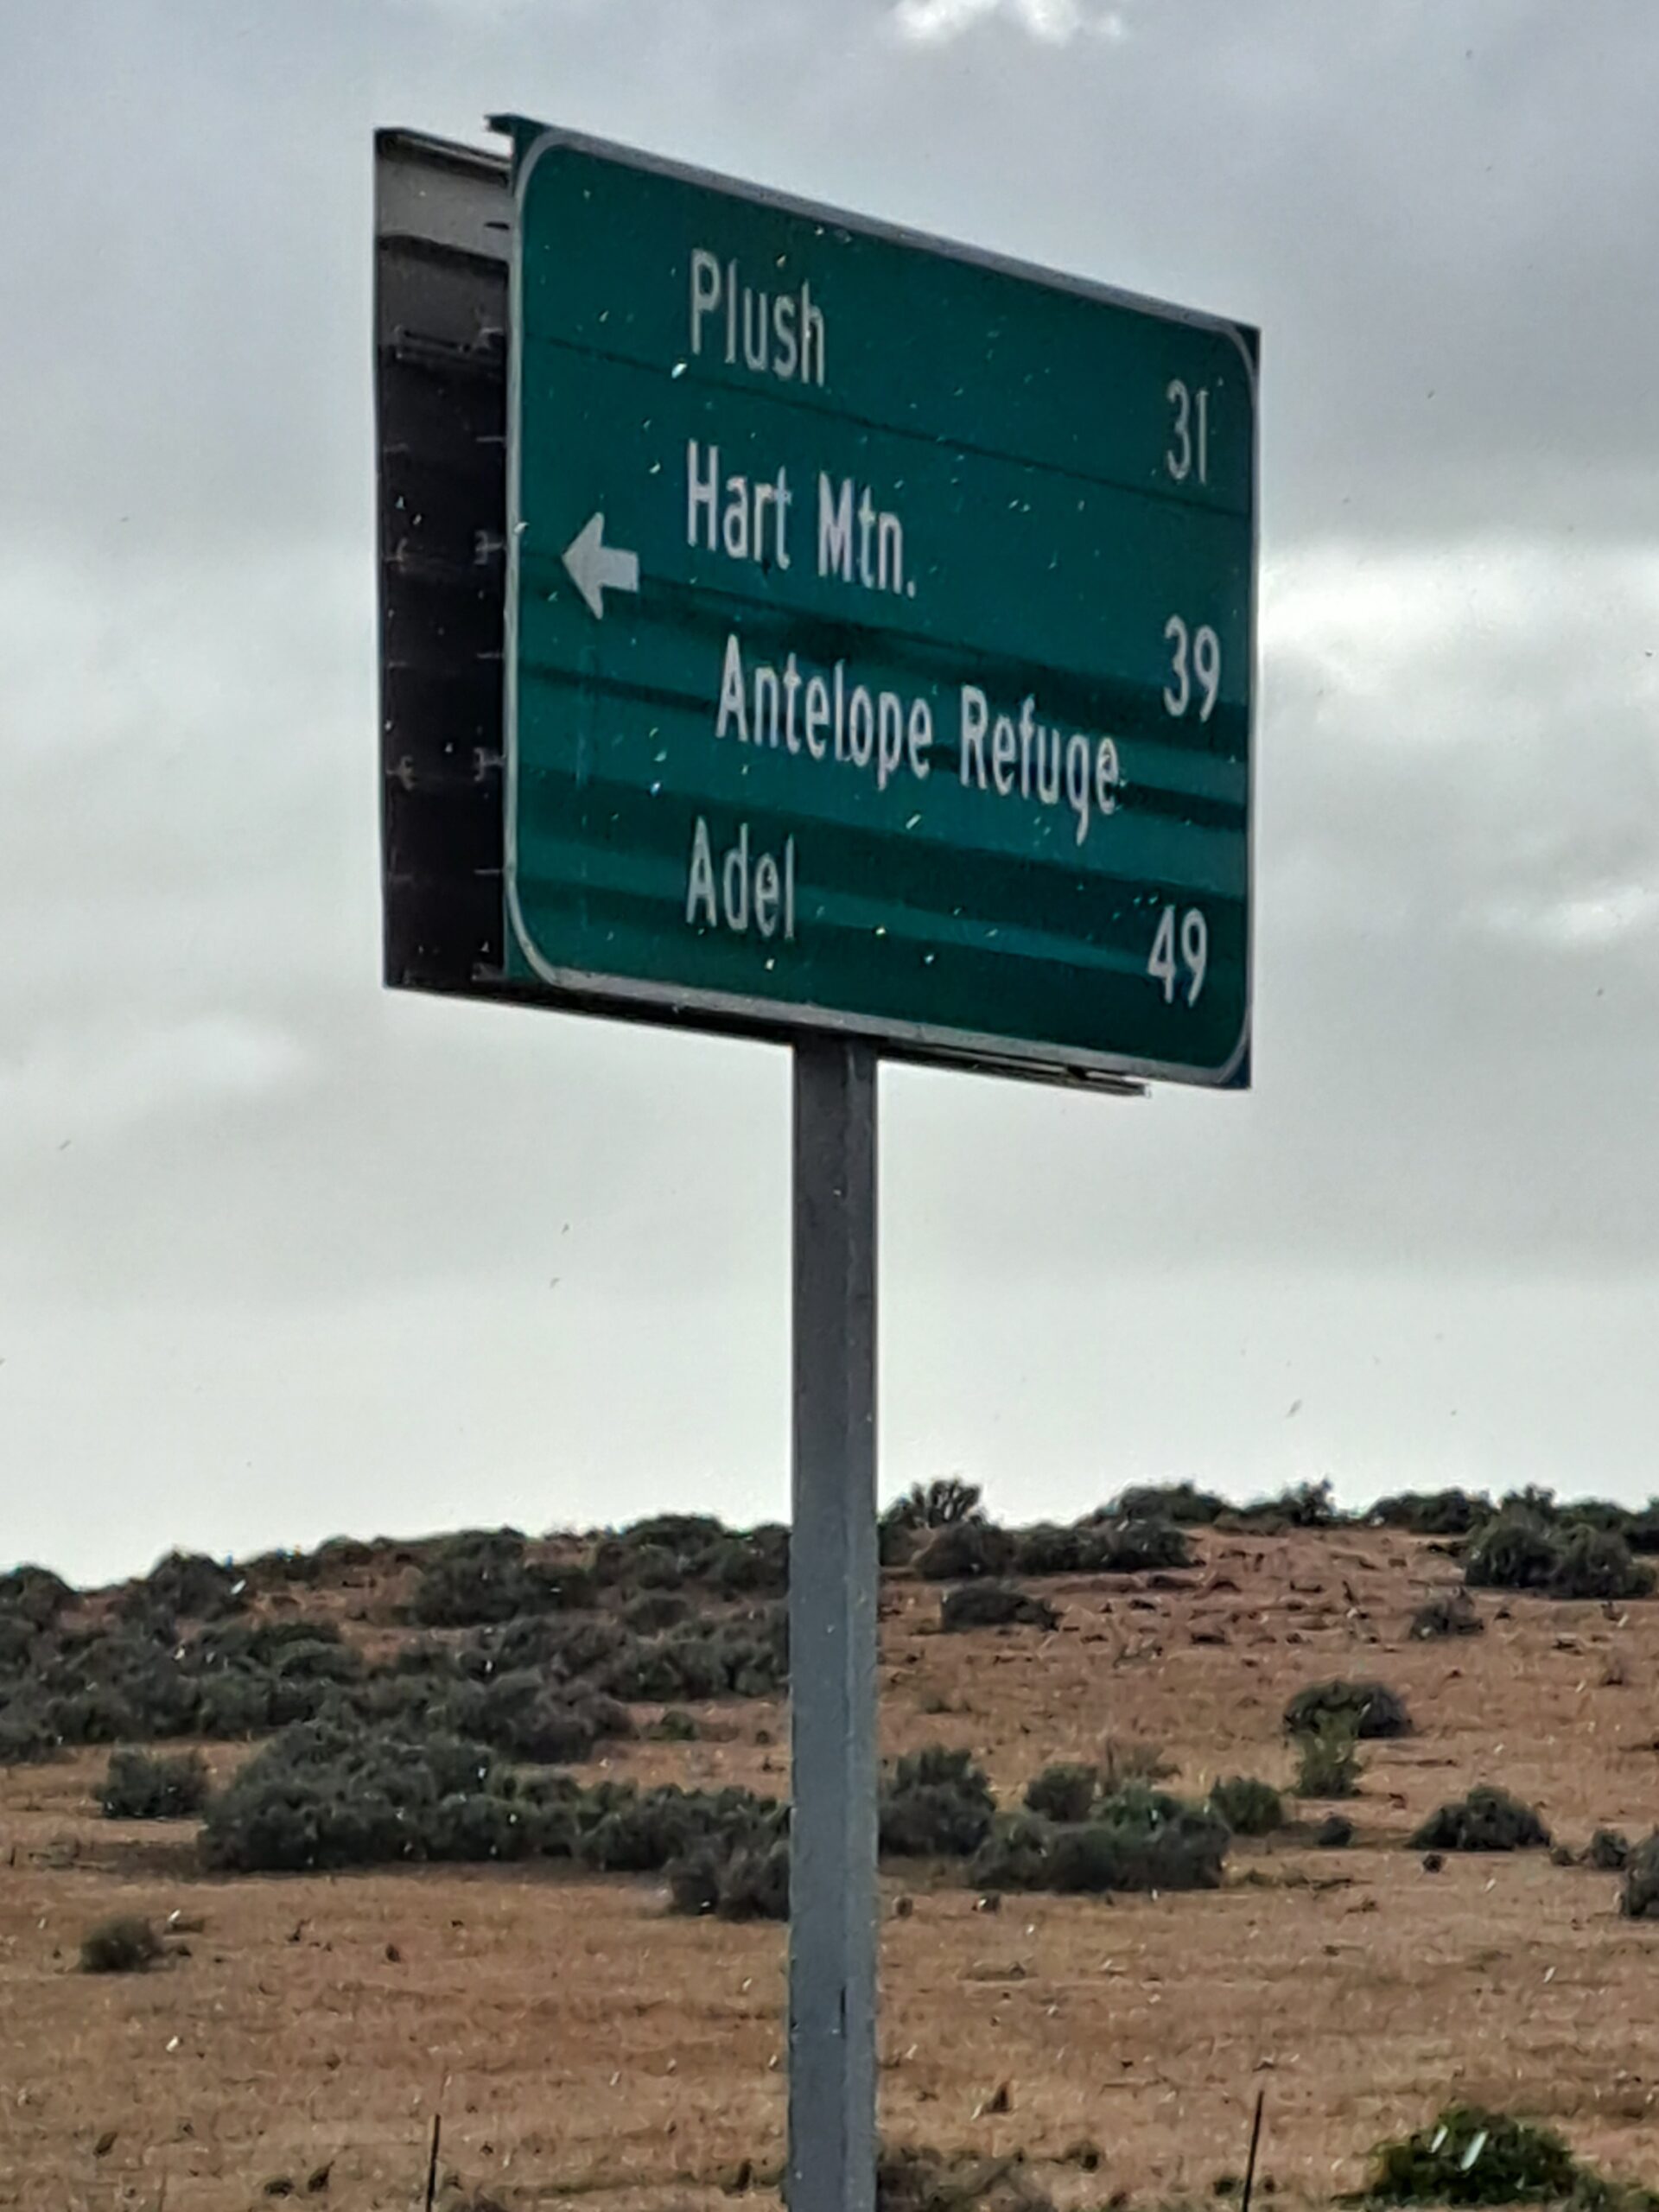 Plush 31
Hart Mtn.
Antelope Refuge 39
Adel 49